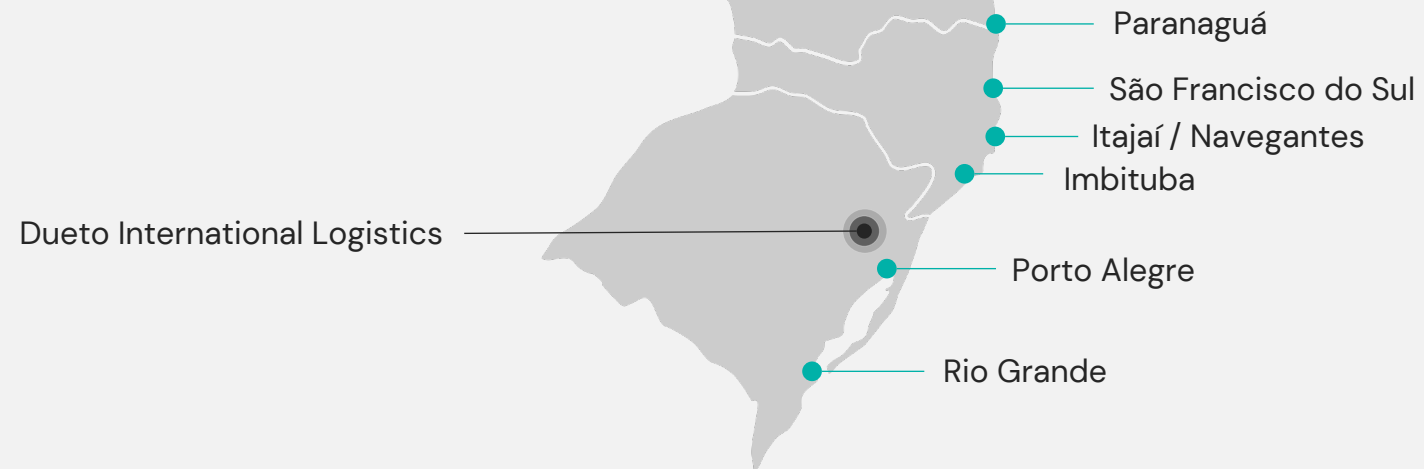 Paranaguá
São Francisco do Sul
Itajaí / Navegantes
Imbituba
Dueto International Logistics
Porto Alegre
Rio Grande